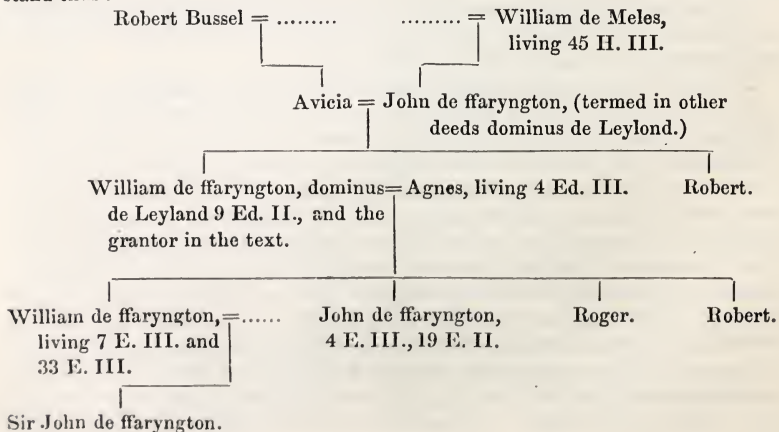 Robert Bussel = ......... ......... = William de Meles,
living 45 H. III.
Avicia = John de ffaryngton, (termed in other
deeds dominus de Leylond.)
William de ffaryngton, dominus= Agnes, living 4 Ed. III. Robert.
de Leyland 9 Ed. II., and the
grantor in the text.
William de ffaryngton,=...... John de ffaryngton, Roger. Robert.
living 7 E. III. and 4 E. III., 19 E. II.
33 E. III.
Sir John de ffaryngton.